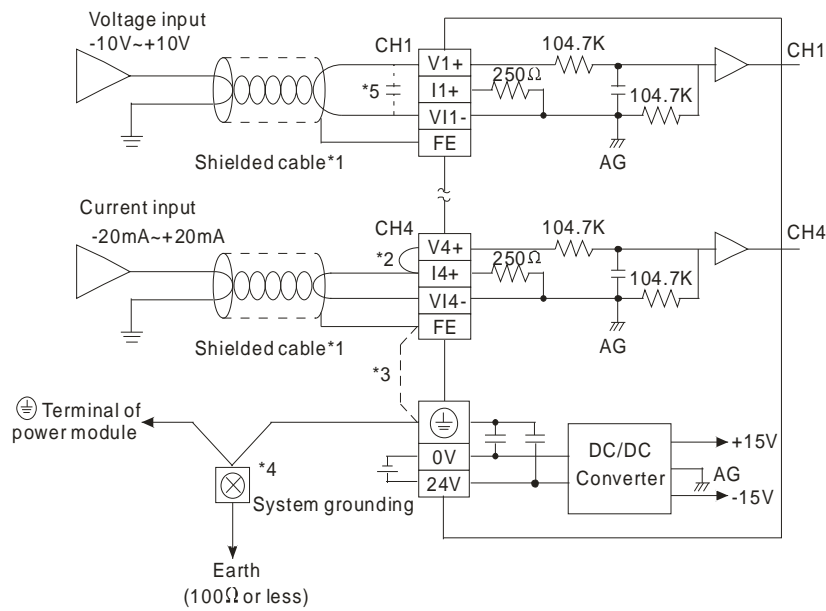 Voltage input
-10V~+10V
CH1
V1+
I1+
VI1-
FE
*5
104.7K
250Ω
104.7K
AG
CH1
Shielded cable*1
Current input
-20mA~+20mA
CH4
V4+
I4+
VI4-
FE
*2
104.7K
250Ω
104.7K
AG
CH4
Shielded cable*1
*3
Terminal of
power module
0V
24V
DC/DC
Converter
+15V
AG
-15V
*4
System grounding
Earth
(100Ω or less)